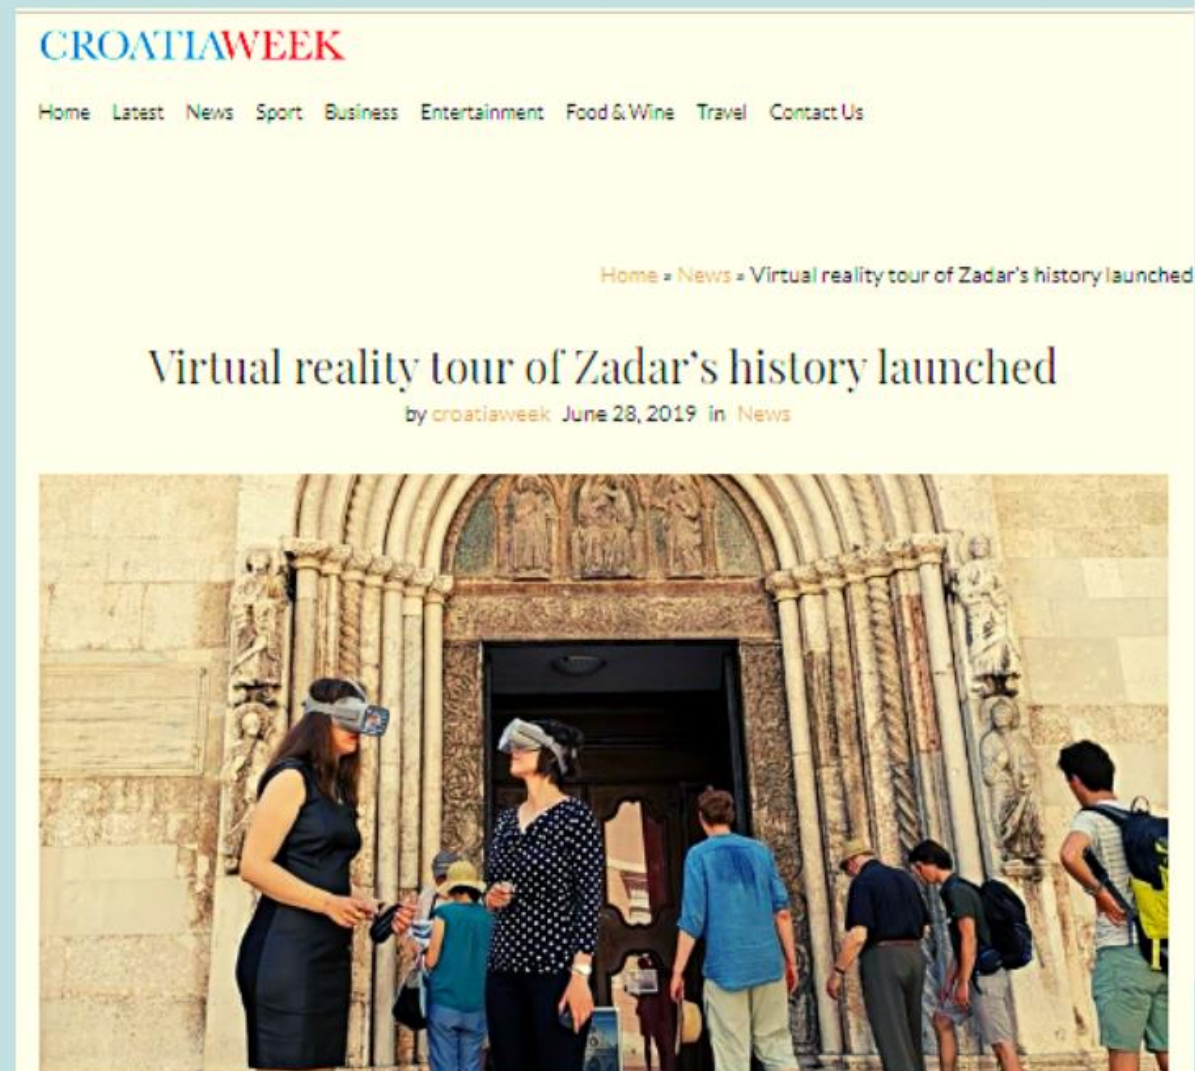 CROATIAWEEK
Home Latest News Sport Business Entertainment Food & Wine Travel Contact Us
Home » News » Virtual reality tour of Zadar's history launched
Virtual reality tour of Zadar's history launched
by croatiaweek June 28, 2019 in News